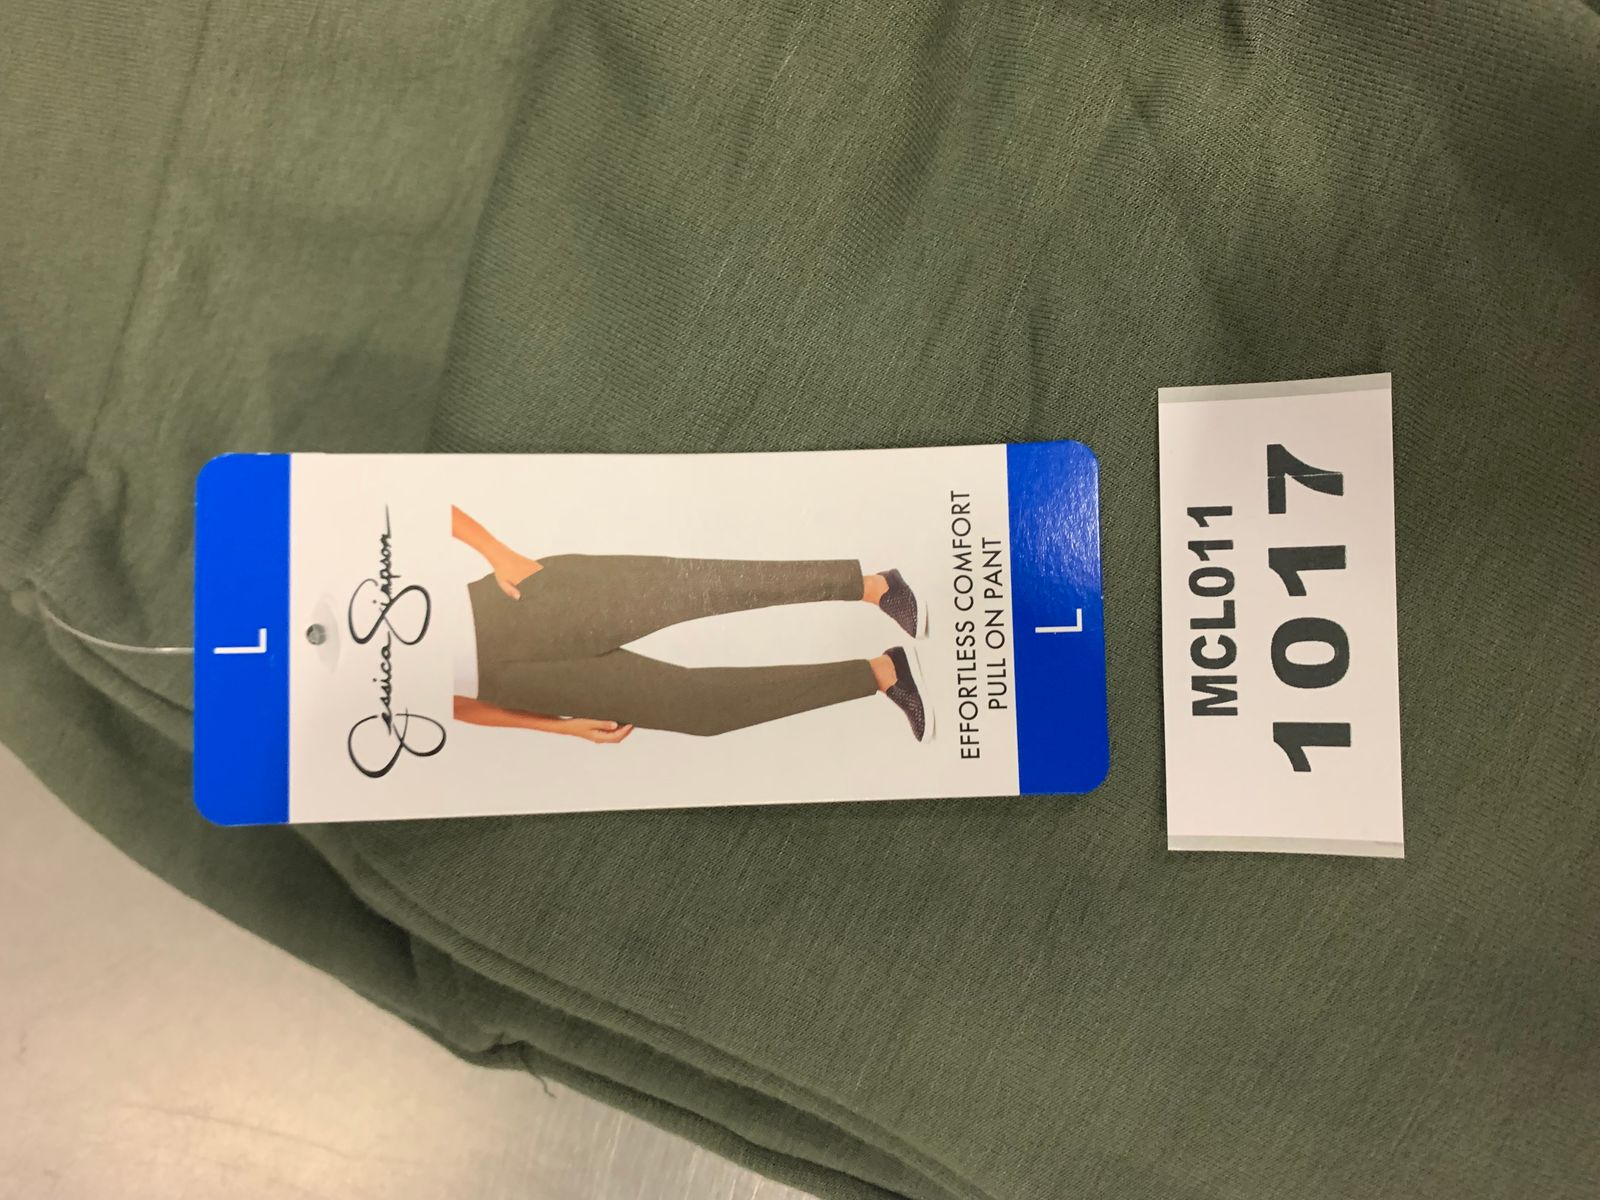 L
Jessica Simpson
EFFORTLESS COMFORT
PULL ON PANT
L
MCL011
1017